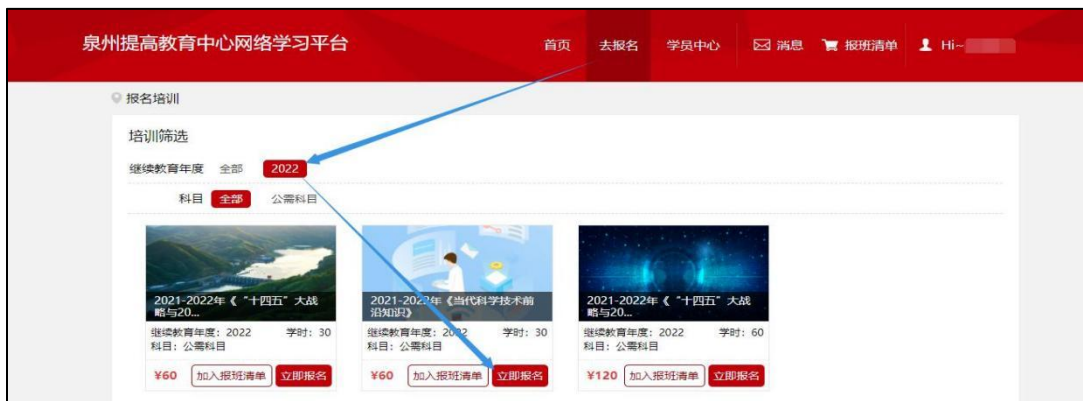 泉州提高教育中心网络学习平台 首页 去报名 学员中心 消息 报班清单 Hi~
报名培训
培训筛选
继续教育年度 全部 2022
科目 全部 公需科目
2021-2022年《“十四五”大战
略与20...
继续教育年度：2022 学时：30
科目：公需科目
¥60 加入报班清单 立即报名
2021-2022年《当代科学技术前
沿知识》
继续教育年度：2022 学时：30
科目：公需科目
¥60 加入报班清单 立即报名
2021-2022年《“十四五”大战
略与20...
继续教育年度：2022 学时：60
科目：公需科目
¥120 加入报班清单 立即报名